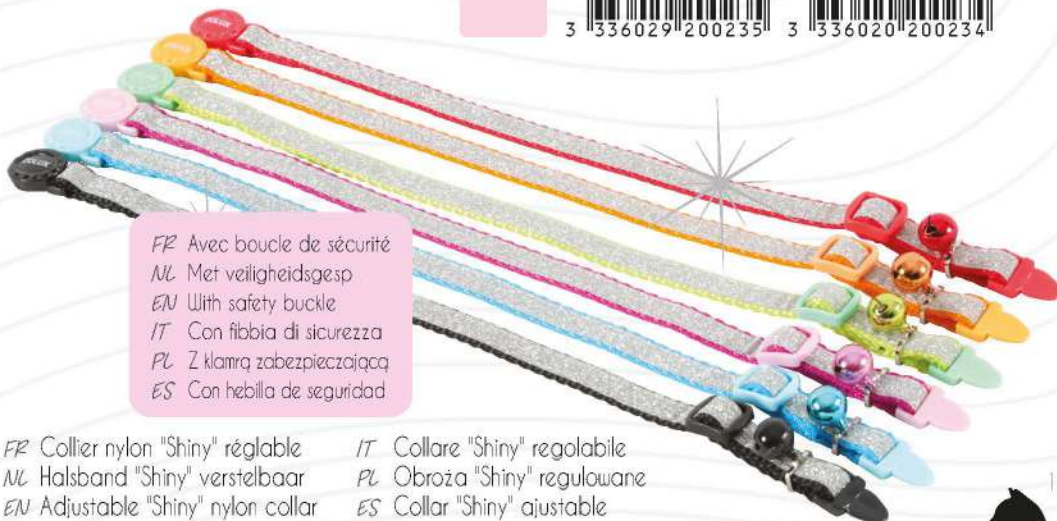 3 336029 200235 3 336020 200234
ZOLUX
ZOLUX
FR Avec boucle de sécurité
NL Met veiligheidsgesp
EN With safety buckle
IT Con fibbia di sicurezza
PL Z klamrą zabezpieczającą
ES Con hebilla de seguridad
FR Collier nylon "Shiny" réglable
NL Halsband "Shiny" verstelbaar
EN Adjustable "Shiny" nylon collar
IT Collare "Shiny" regolabile
PL Obroża "Shiny" regulowane
ES Collar "Shiny" ajustable